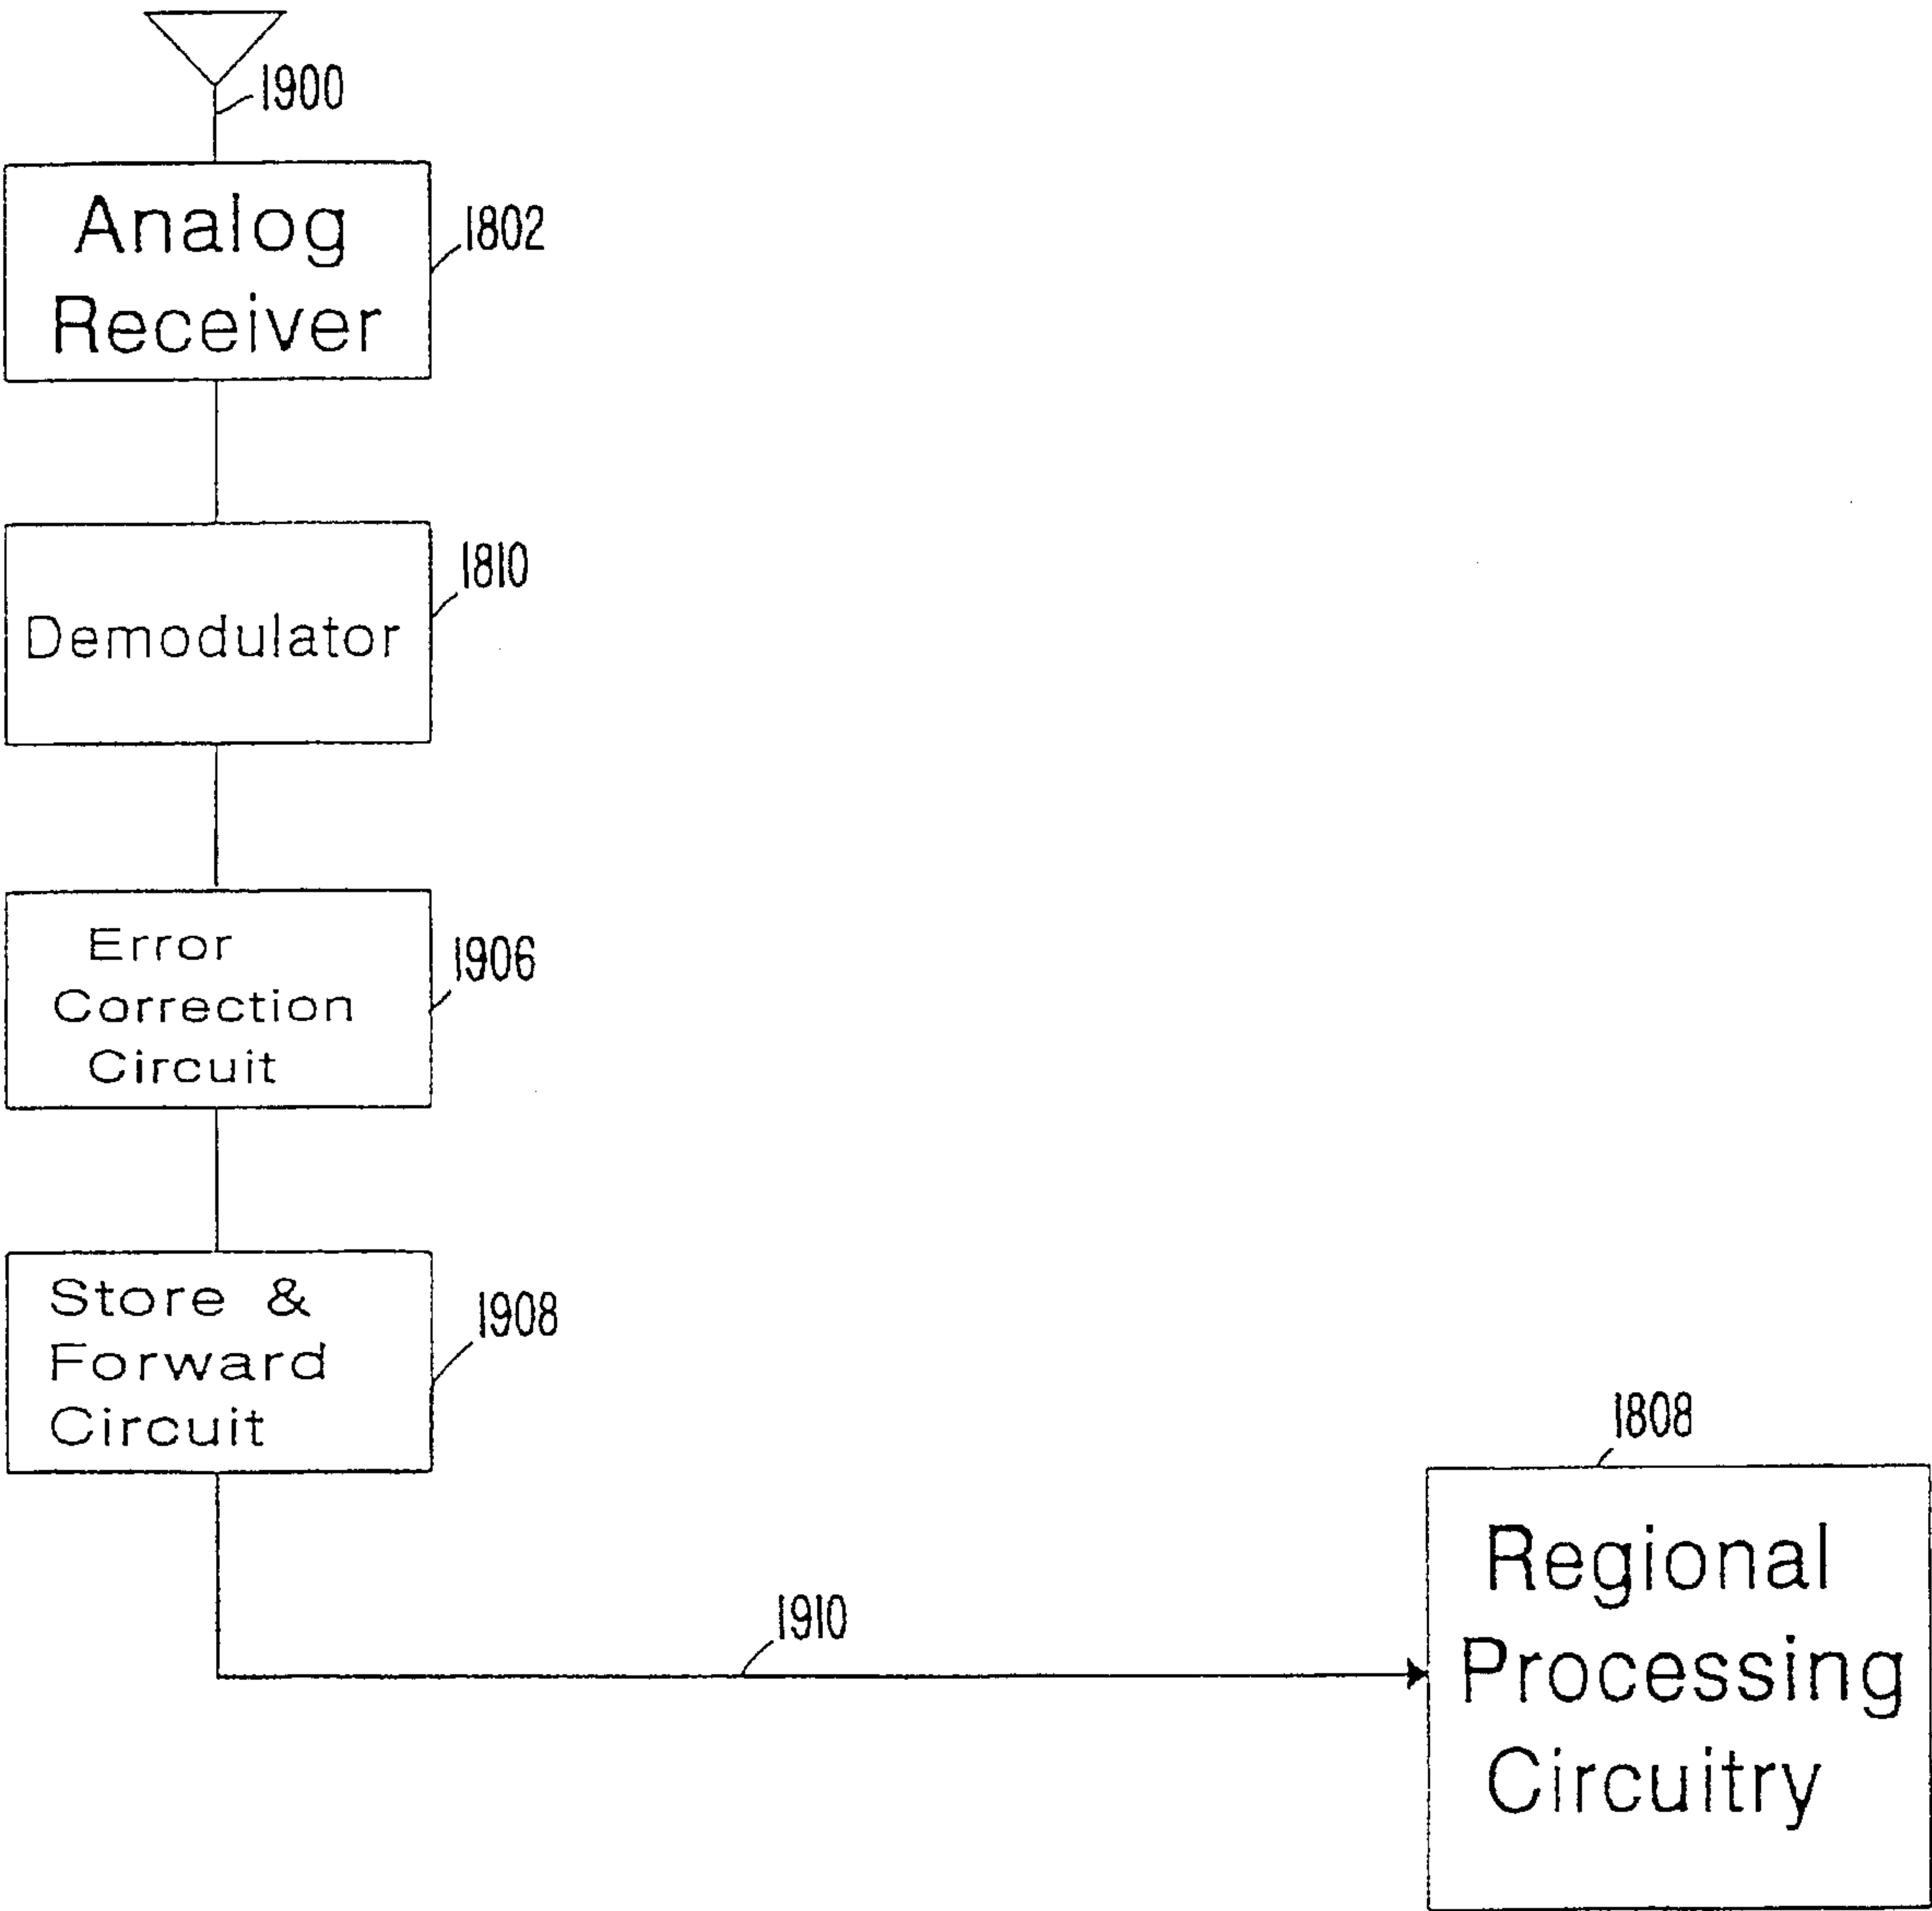 1900
Analog
Receiver
1802
1810
Demodulator
Error
Correction
Circuit
1906
Store &
Forward
Circuit
1908
1910
1808
Regional
Processing
Circuitry